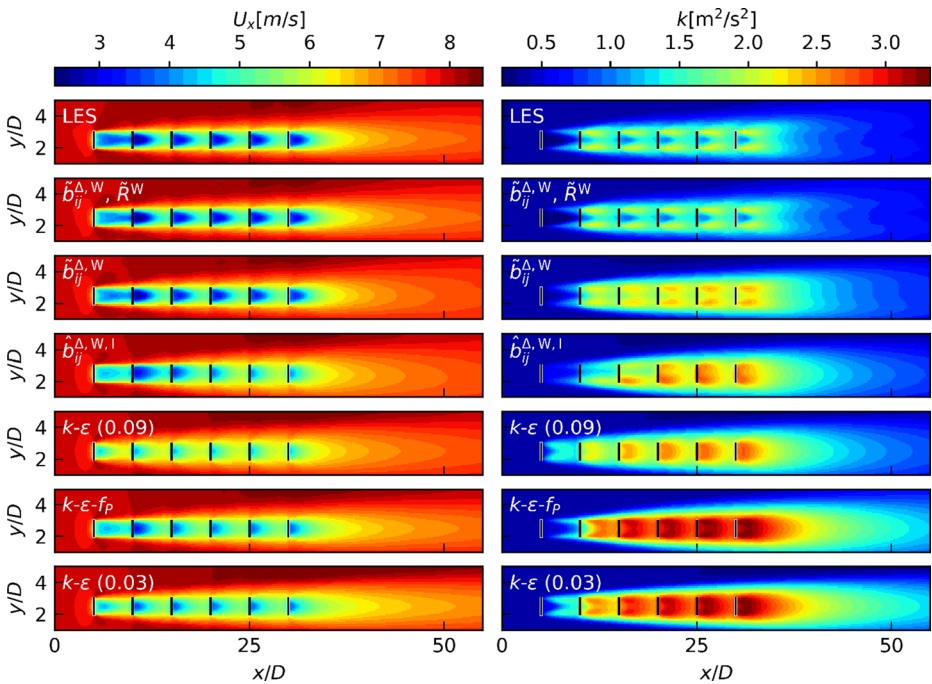 U_x[m/s] k[m²/s²]
3 4 5 6 7 8 0.5 1.0 1.5 2.0 2.5 3.0
y/D 4 2 LES LES
y/D 4 2 b̃_ij^Δ,W, R̃^W b̃_ij^Δ,W, R̃^W
y/D 4 2 b̃_ij^Δ,W b̃_ij^Δ,W
y/D 4 2 b̂_ij^Δ,W,I b̂_ij^Δ,W,I
y/D 4 2 k-ε (0.09) k-ε (0.09)
y/D 4 2 k-ε-f_P k-ε-f_P
y/D 4 2 k-ε (0.03) k-ε (0.03)
0 25 50 0 25 50
x/D x/D